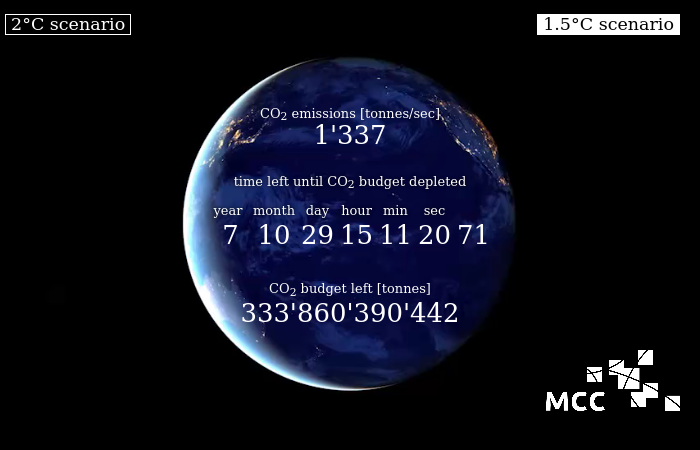 2°C scenario
1.5°C scenario
CO₂ emissions [tonnes/sec]
1'337
time left until CO₂ budget depleted
year month day hour min sec
7 10 29 15 11 20 71
CO₂ budget left [tonnes]
333'860'390'442
MCC